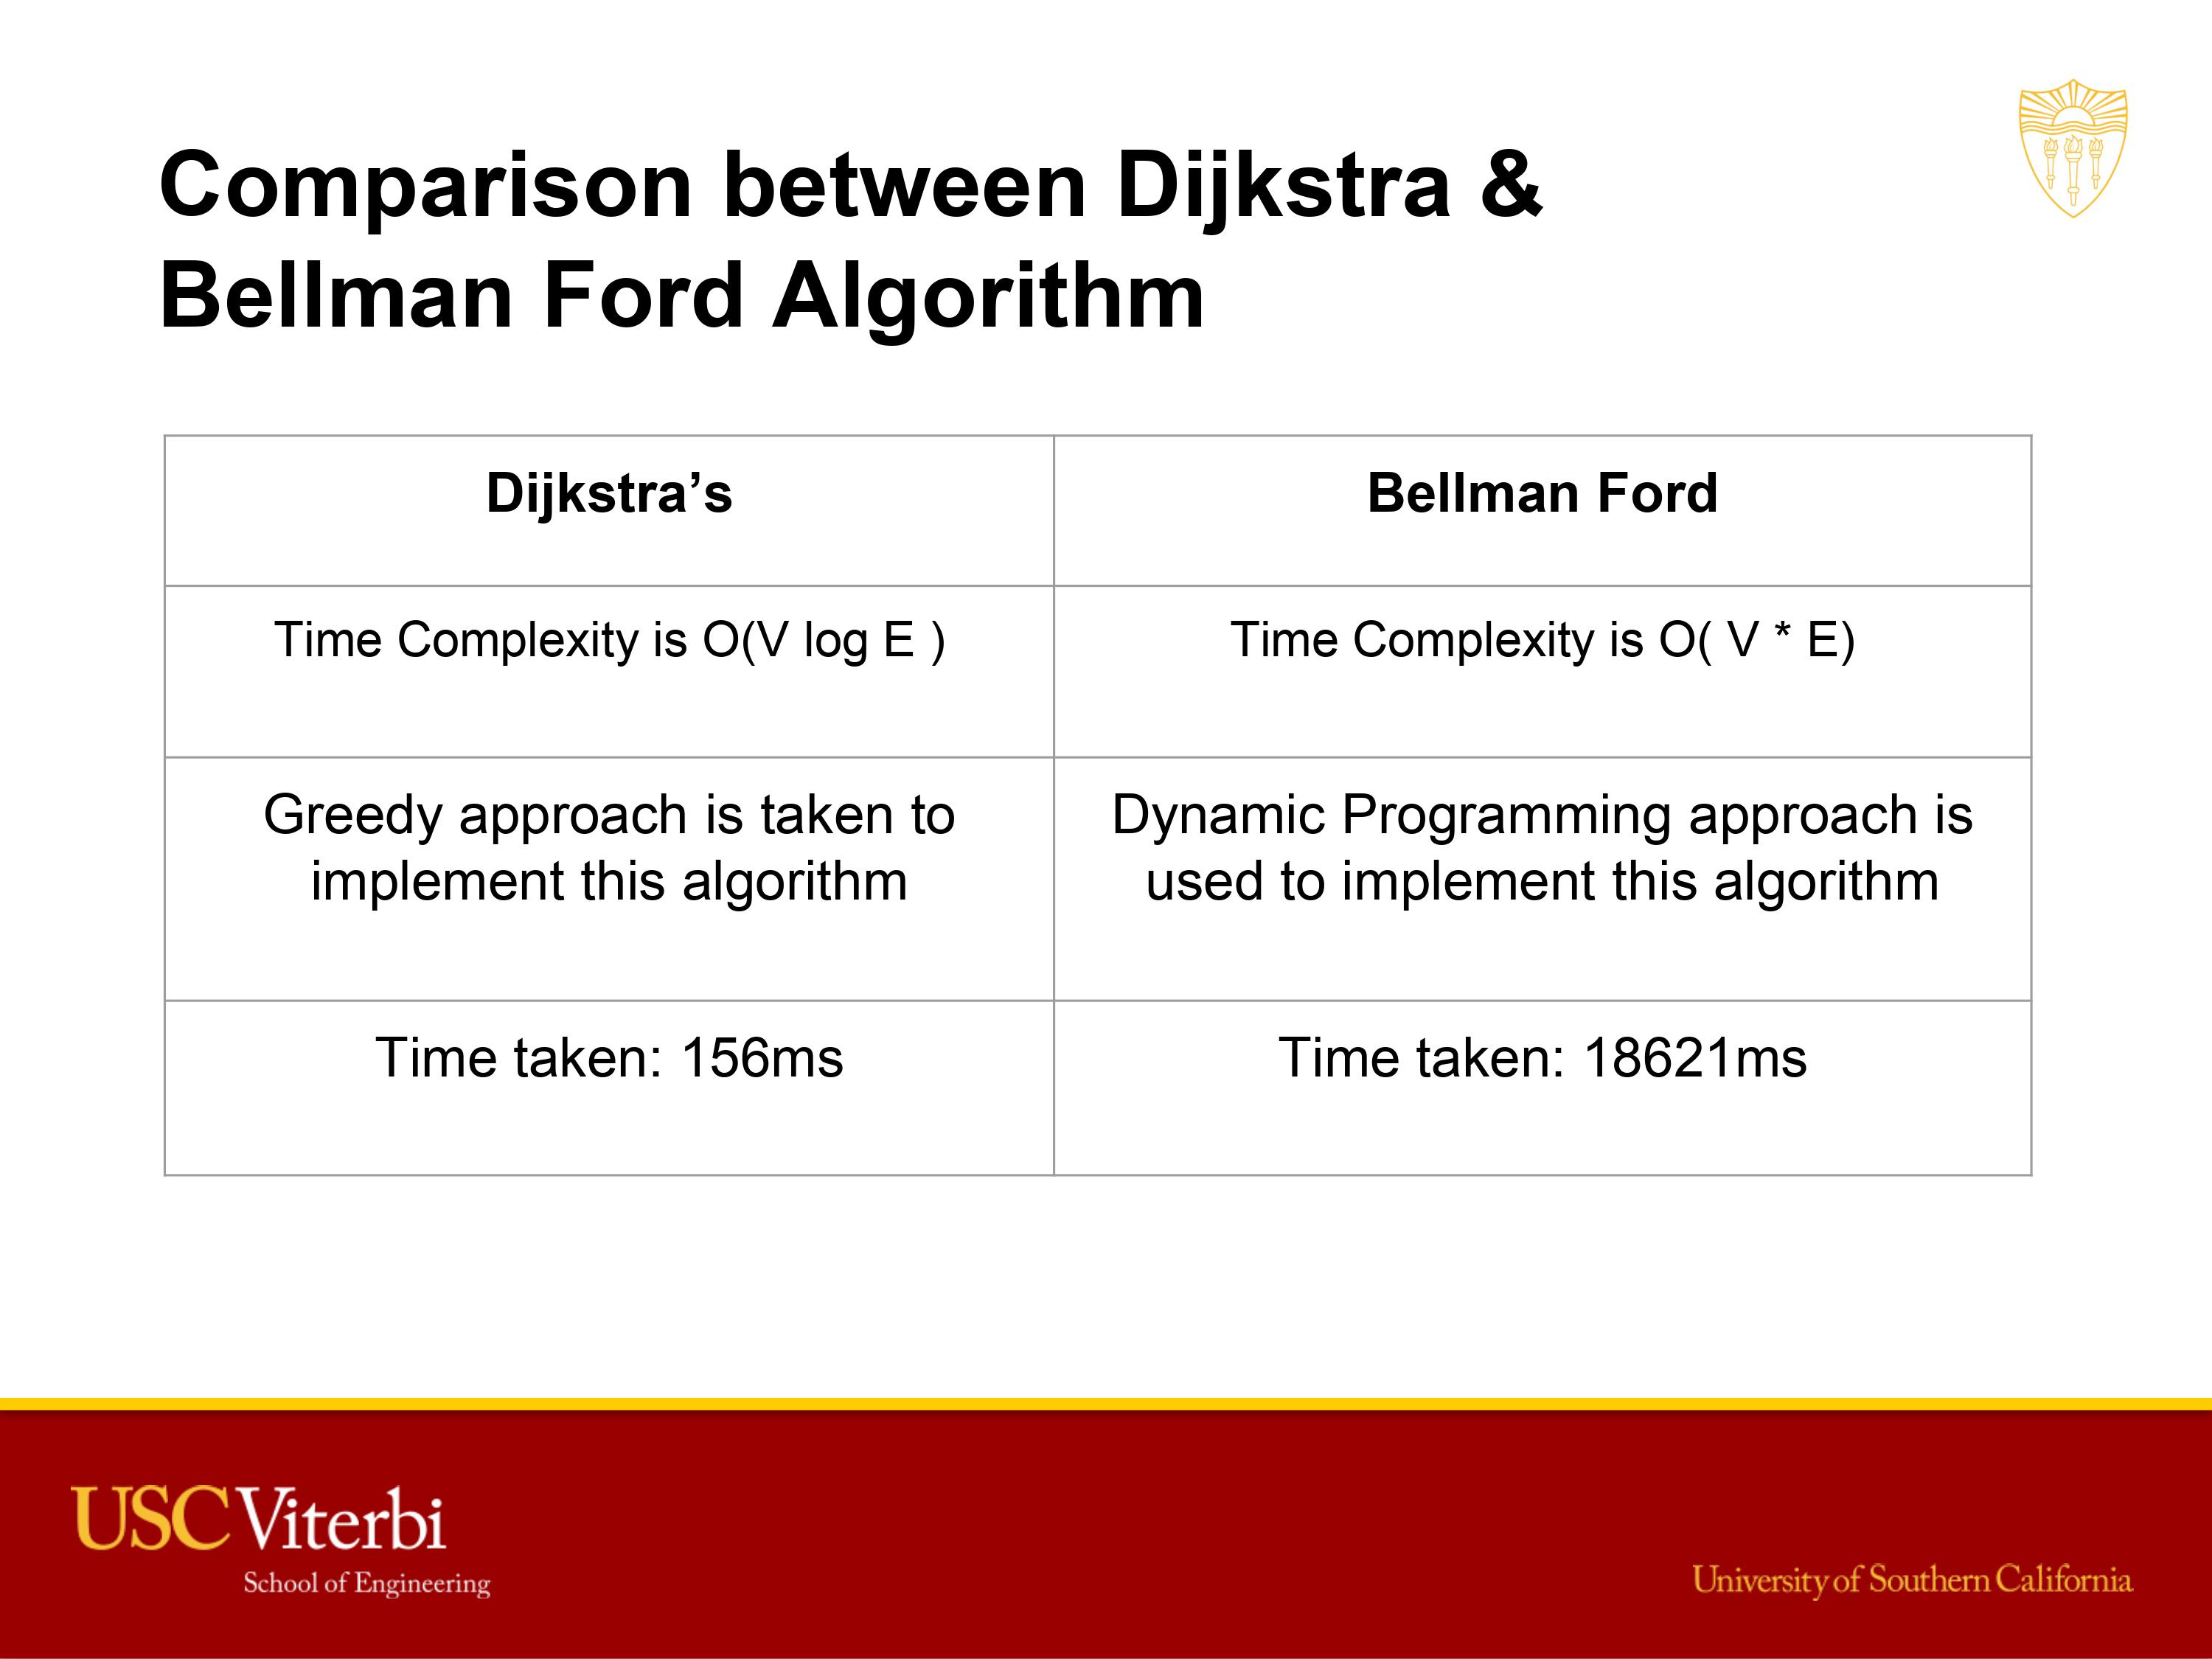 Comparison between Dijkstra &
Bellman Ford Algorithm
Dijkstra’s
Bellman Ford
Time Complexity is O(V log E )
Time Complexity is O( V * E)
Greedy approach is taken to
implement this algorithm
Dynamic Programming approach is
used to implement this algorithm
Time taken: 156ms
Time taken: 18621ms
USC Viterbi
School of Engineering
University of Southern California